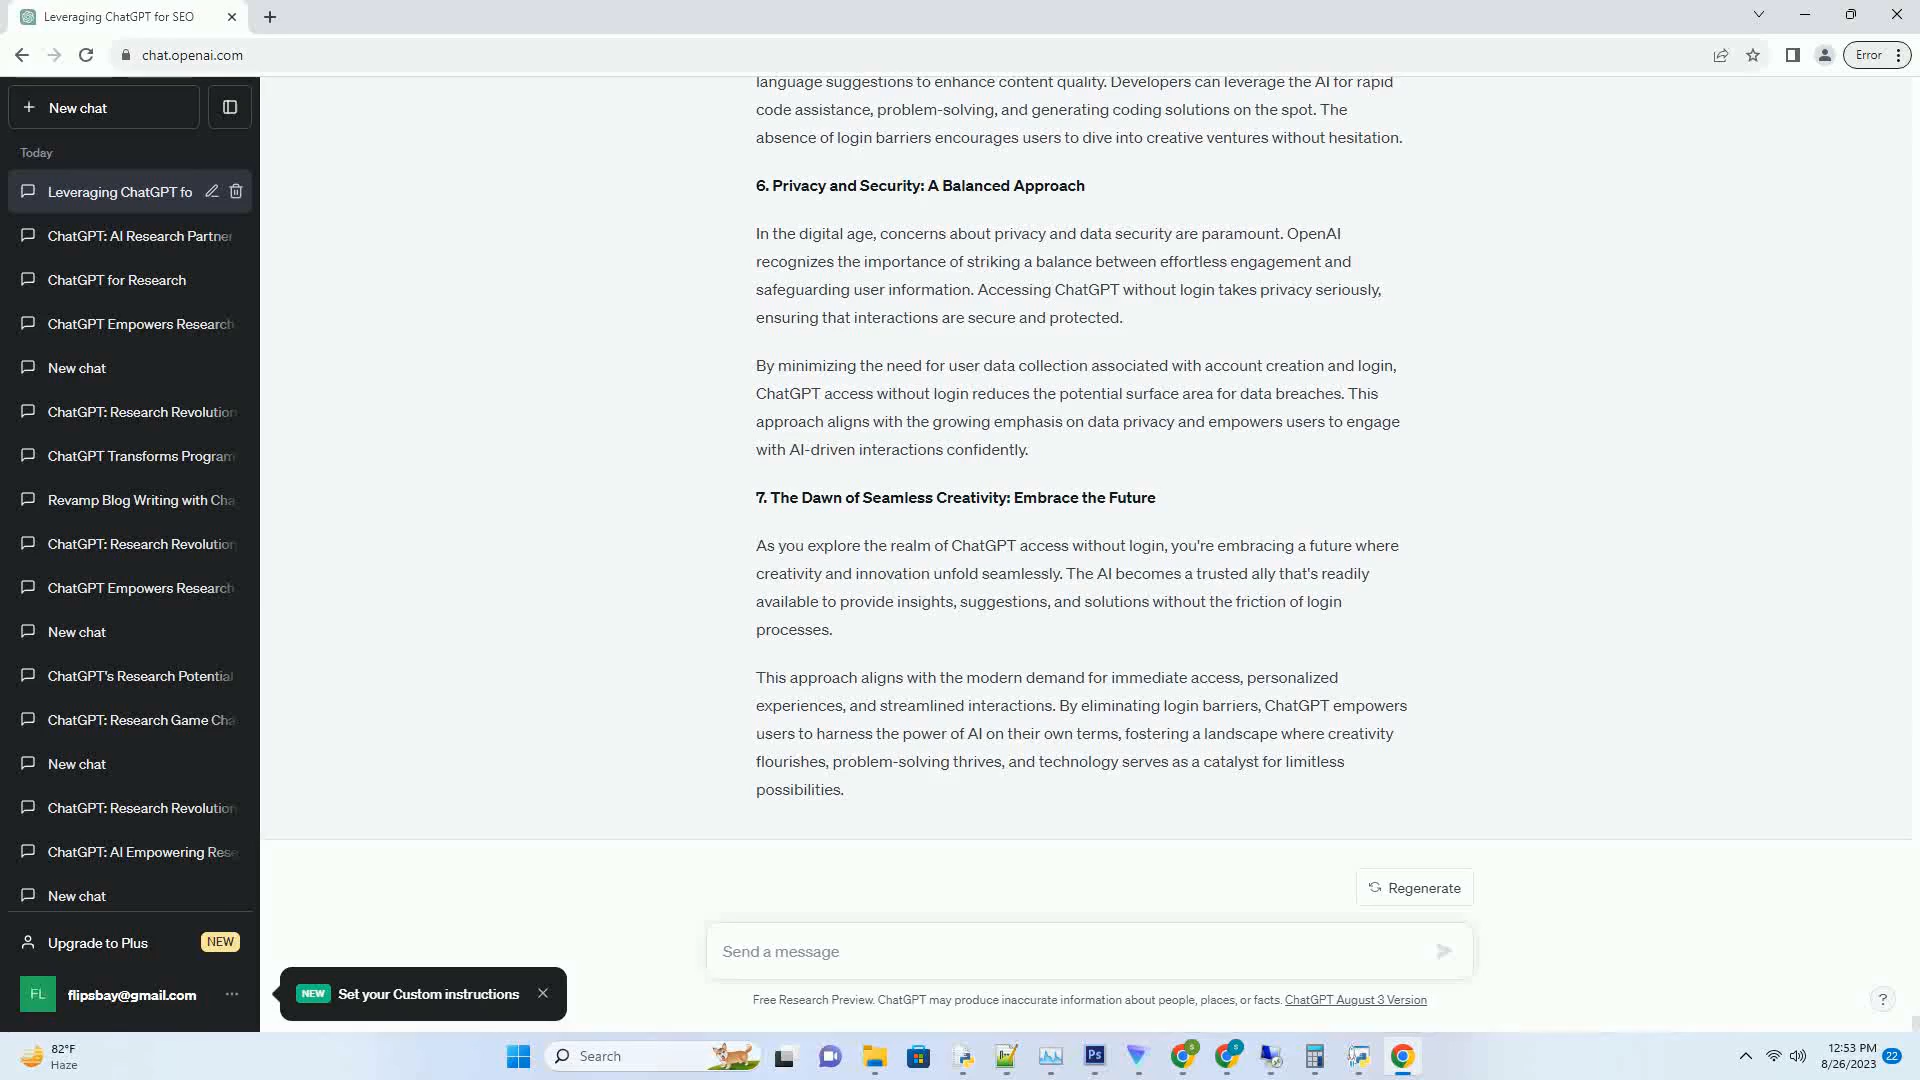 Leveraging ChatGPT for SEO
chat.openai.com
Error
New chat
Today
Leveraging ChatGPT fo
ChatGPT: AI Research Partner
ChatGPT for Research
ChatGPT Empowers Research
New chat
ChatGPT: Research Revolution
ChatGPT Transforms Program
Revamp Blog Writing with Cha
ChatGPT: Research Revolution
ChatGPT Empowers Research
New chat
ChatGPT's Research Potential
ChatGPT: Research Game Cha
New chat
ChatGPT: Research Revolution
ChatGPT: AI Empowering Rese
New chat
Upgrade to Plus
NEW
FL
flipsbay@gmail.com
language suggestions to enhance content quality. Developers can leverage the AI for rapid
code assistance, problem-solving, and generating coding solutions on the spot. The
absence of login barriers encourages users to dive into creative ventures without hesitation.
6. Privacy and Security: A Balanced Approach
In the digital age, concerns about privacy and data security are paramount. OpenAI
recognizes the importance of striking a balance between effortless engagement and
safeguarding user information. Accessing ChatGPT without login takes privacy seriously,
ensuring that interactions are secure and protected.
By minimizing the need for user data collection associated with account creation and login,
ChatGPT access without login reduces the potential surface area for data breaches. This
approach aligns with the growing emphasis on data privacy and empowers users to engage
with AI-driven interactions confidently.
7. The Dawn of Seamless Creativity: Embrace the Future
As you explore the realm of ChatGPT access without login, you're embracing a future where
creativity and innovation unfold seamlessly. The AI becomes a trusted ally that's readily
available to provide insights, suggestions, and solutions without the friction of login
processes.
This approach aligns with the modern demand for immediate access, personalized
experiences, and streamlined interactions. By eliminating login barriers, ChatGPT empowers
users to harness the power of AI on their own terms, fostering a landscape where creativity
flourishes, problem-solving thrives, and technology serves as a catalyst for limitless
possibilities.
Regenerate
Send a message
NEW Set your Custom instructions
Free Research Preview. ChatGPT may produce inaccurate information about people, places, or facts. ChatGPT August 3 Version
?
82°F
Haze
Search
Ps
S
S
12:53 PM
8/26/2023
22